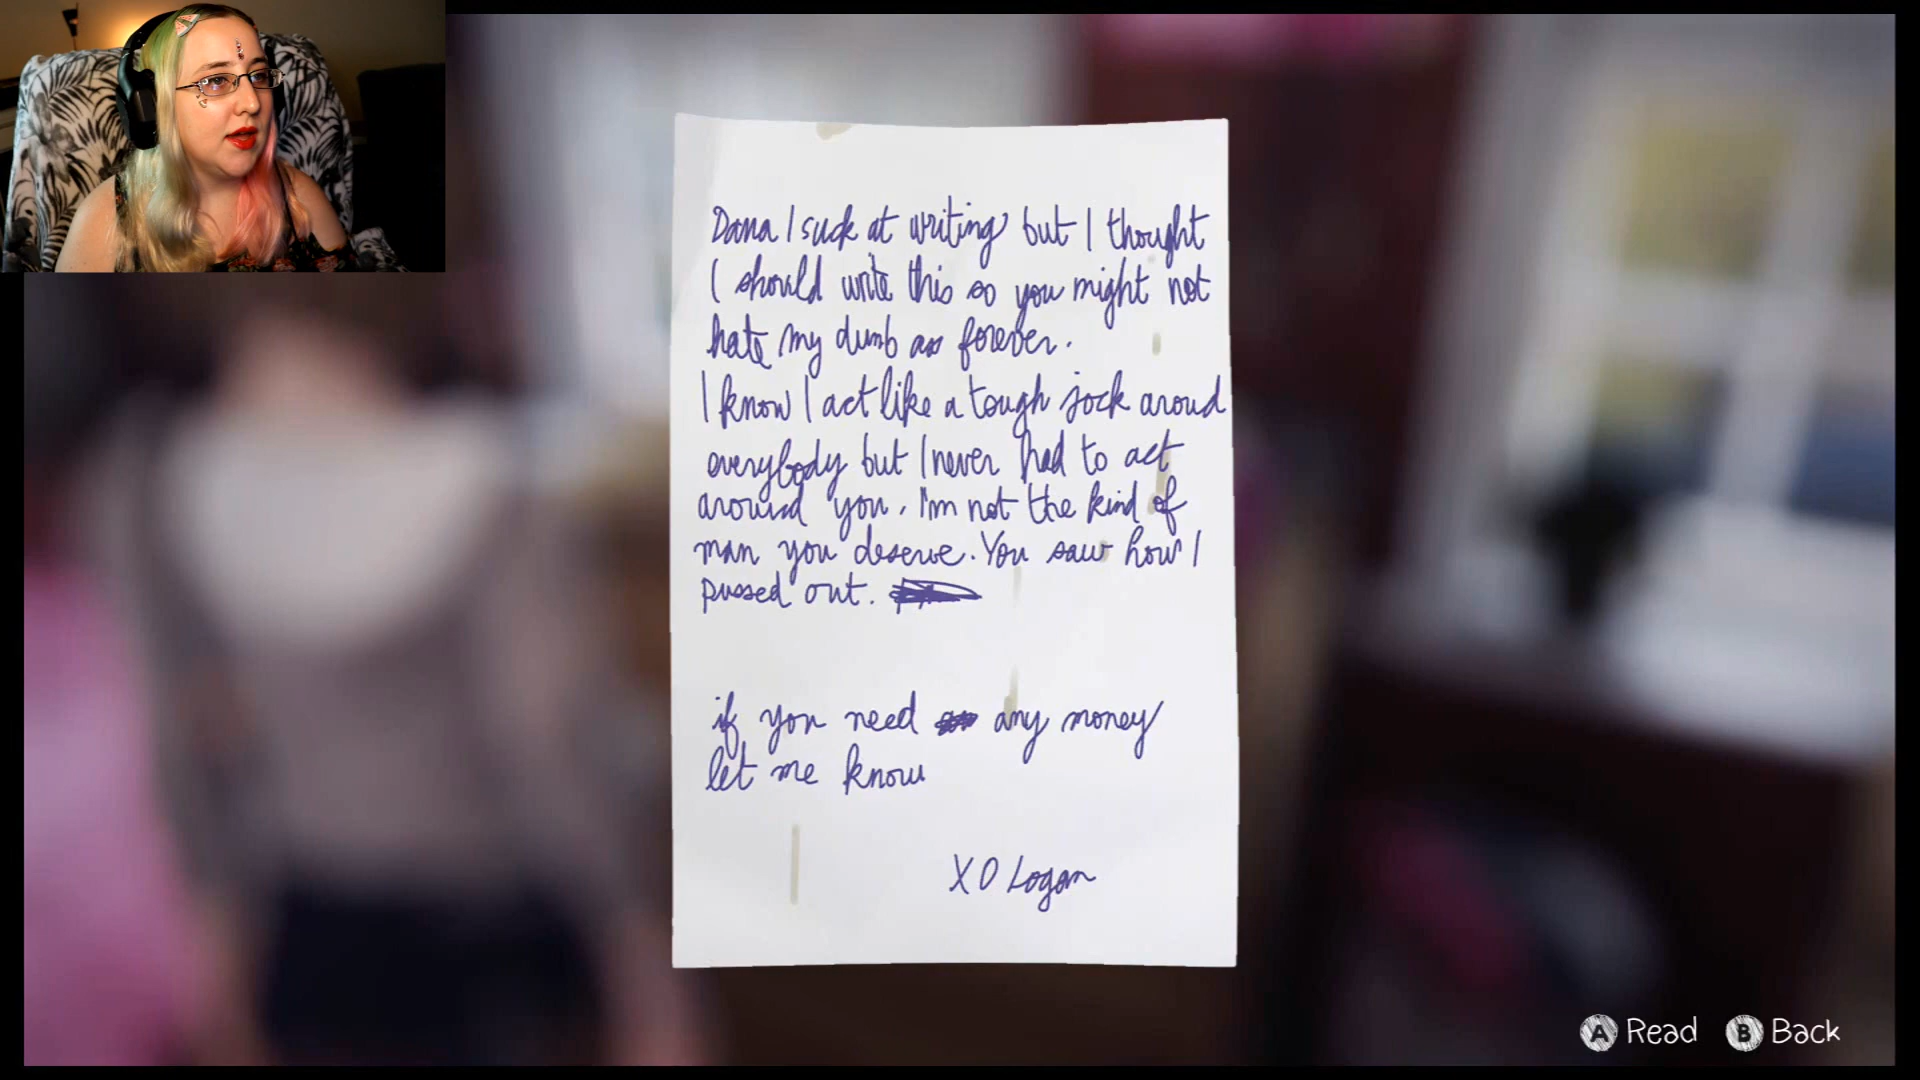 Dana I suck at writing but I thought
I should write this so you might not
hate my dumb ass forever.
I know I act like a tough jock aroud
everybody but I never had to act
around you. I'm not the kind of
man you deserve. You saw how I
pussed out.
if you need any money
let me know
XO Logan
A Read B Back